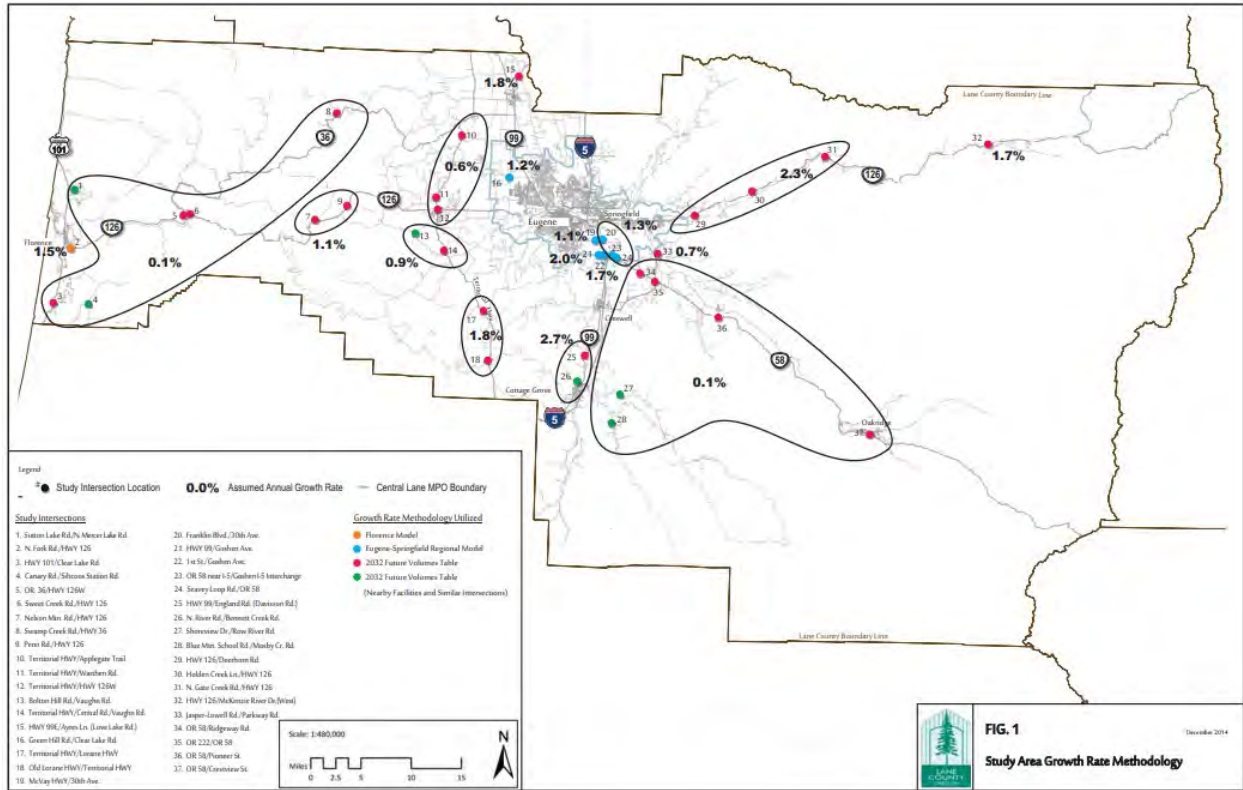 15
1.8%
Lane County Boundary Line
8
36
101
10
99
5
32
1.7%
0.6%
1.2%
16
31
2.3%
126
1
11
126
12
30
Springfield
Eugene
1.3%
29
126
5
6
7
9
1.1%
13
14
0.9%
1.1%
19
20
23
24
2.0%
21
22
1.7%
33
0.7%
Florence
2
1.5%
0.1%
34
35
3
4
17
1.8%
18
Creswell
36
2.7%
99
25
26
58
Cottage Grove
5
27
28
0.1%
Oakridge
37
Legend
Study Intersection Location
0.0% Assumed Annual Growth Rate
Central Lane MPO Boundary
Study Intersections
1. Sutton Lake Rd./N. Mercer Lake Rd.
2. N. Fork Rd./HWY 126
3. HWY 101/Clear Lake Rd.
4. Canary Rd./Siltcoos Station Rd.
5. OR 36/HWY 126W
6. Sweet Creek Rd./HWY 126
7. Nelson Mtn. Rd./HWY 126
8. Swamp Creek Rd./HWY 36
9. Penn Rd./HWY 126
10. Territorial HWY/Applegate Trail
11. Territorial HWY/Warthen Rd.
12. Territorial HWY/HWY 126W
13. Bolton Hill Rd./Vaughn Rd.
14. Territorial HWY/Central Rd./Vaughn Rd.
15. HWY 99E/Ayres Ln. (Love Lake Rd.)
16. Green Hill Rd./Clear Lake Rd.
17. Territorial HWY/Lorane HWY
18. Old Lorane HWY/Territorial HWY
19. McVay HWY/30th Ave.
20. Franklin Blvd./30th Ave.
21. HWY 99/Goshen Ave.
22. 1st St./Goshen Ave.
23. OR 58 near I-5/Goshen I-5 Interchange
24. Seavey Loop Rd./OR 58
25. HWY 99/England Rd. (Davisson Rd.)
26. N. River Rd./Bennett Creek Rd.
27. Shoreview Dr./Row River Rd.
28. Blue Mtn. School Rd./Mosby Cr. Rd.
29. HWY 126/Deerhorn Rd.
30. Holden Creek Ln./HWY 126
31. N. Gate Creek Rd./HWY 126
32. HWY 126/McKenzie River Dr.(West)
33. Jasper-Lowell Rd./Parkway Rd.
34. OR 58/Ridgeway Rd.
35. OR 222/OR 58
36. OR 58/Pioneer St.
37. OR 58/Crestview St.
Growth Rate Methodology Utilized
Florence Model
Eugene-Springfield Regional Model
2032 Future Volumes Table
2032 Future Volumes Table
(Nearby Facilities and Similar Intersections)
Lane County Boundary Line
Scale: 1:480,000
N
Miles
0 2.5 5 10 15
LANE
COUNTY
FIG. 1
December 2014
Study Area Growth Rate Methodology